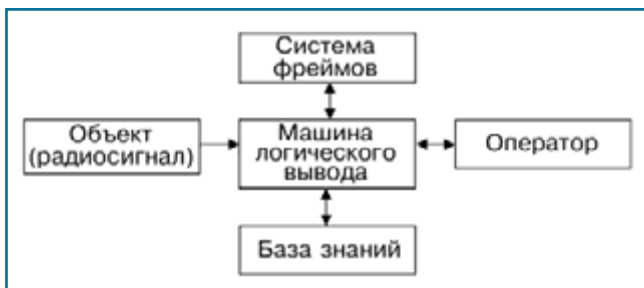 Система
фреймов
Объект
(радиосигнал)
Машина
логического
вывода
Оператор
База знаний